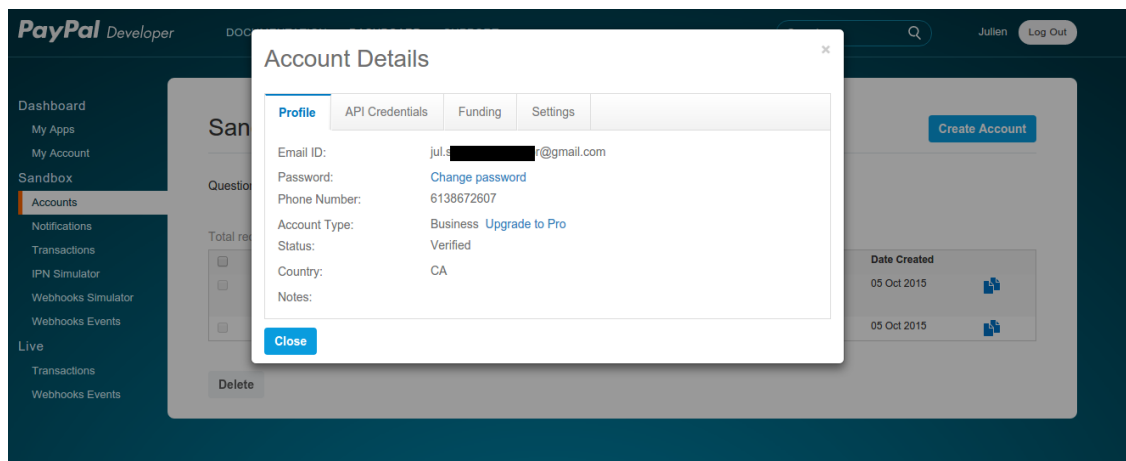 PayPal Developer
Julien
Log Out
Account Details
×
Profile
API Credentials
Funding
Settings
Email ID:
jul.s r@gmail.com
Password:
Change password
Phone Number:
6138672607
Account Type:
Business Upgrade to Pro
Status:
Verified
Country:
CA
Notes:
Close
Dashboard
My Apps
My Account
Sandbox
Accounts
Notifications
Transactions
IPN Simulator
Webhooks Simulator
Webhooks Events
Live
Transactions
Webhooks Events
San
Create Account
Question
Total rec
Date Created
05 Oct 2015
05 Oct 2015
Delete